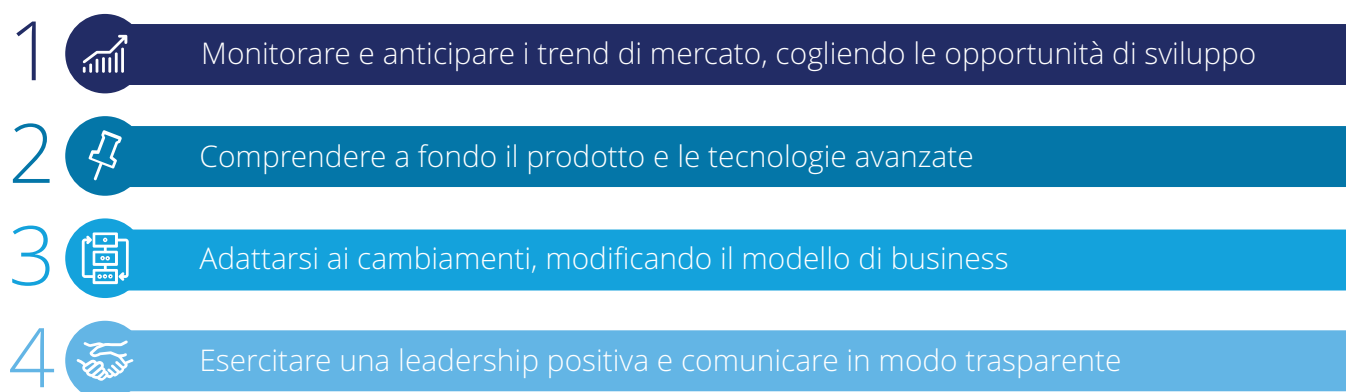 1 Monitorare e anticipare i trend di mercato, cogliendo le opportunità di sviluppo
2 Comprendere a fondo il prodotto e le tecnologie avanzate
3 Adattarsi ai cambiamenti, modificando il modello di business
4 Esercitare una leadership positiva e comunicare in modo trasparente